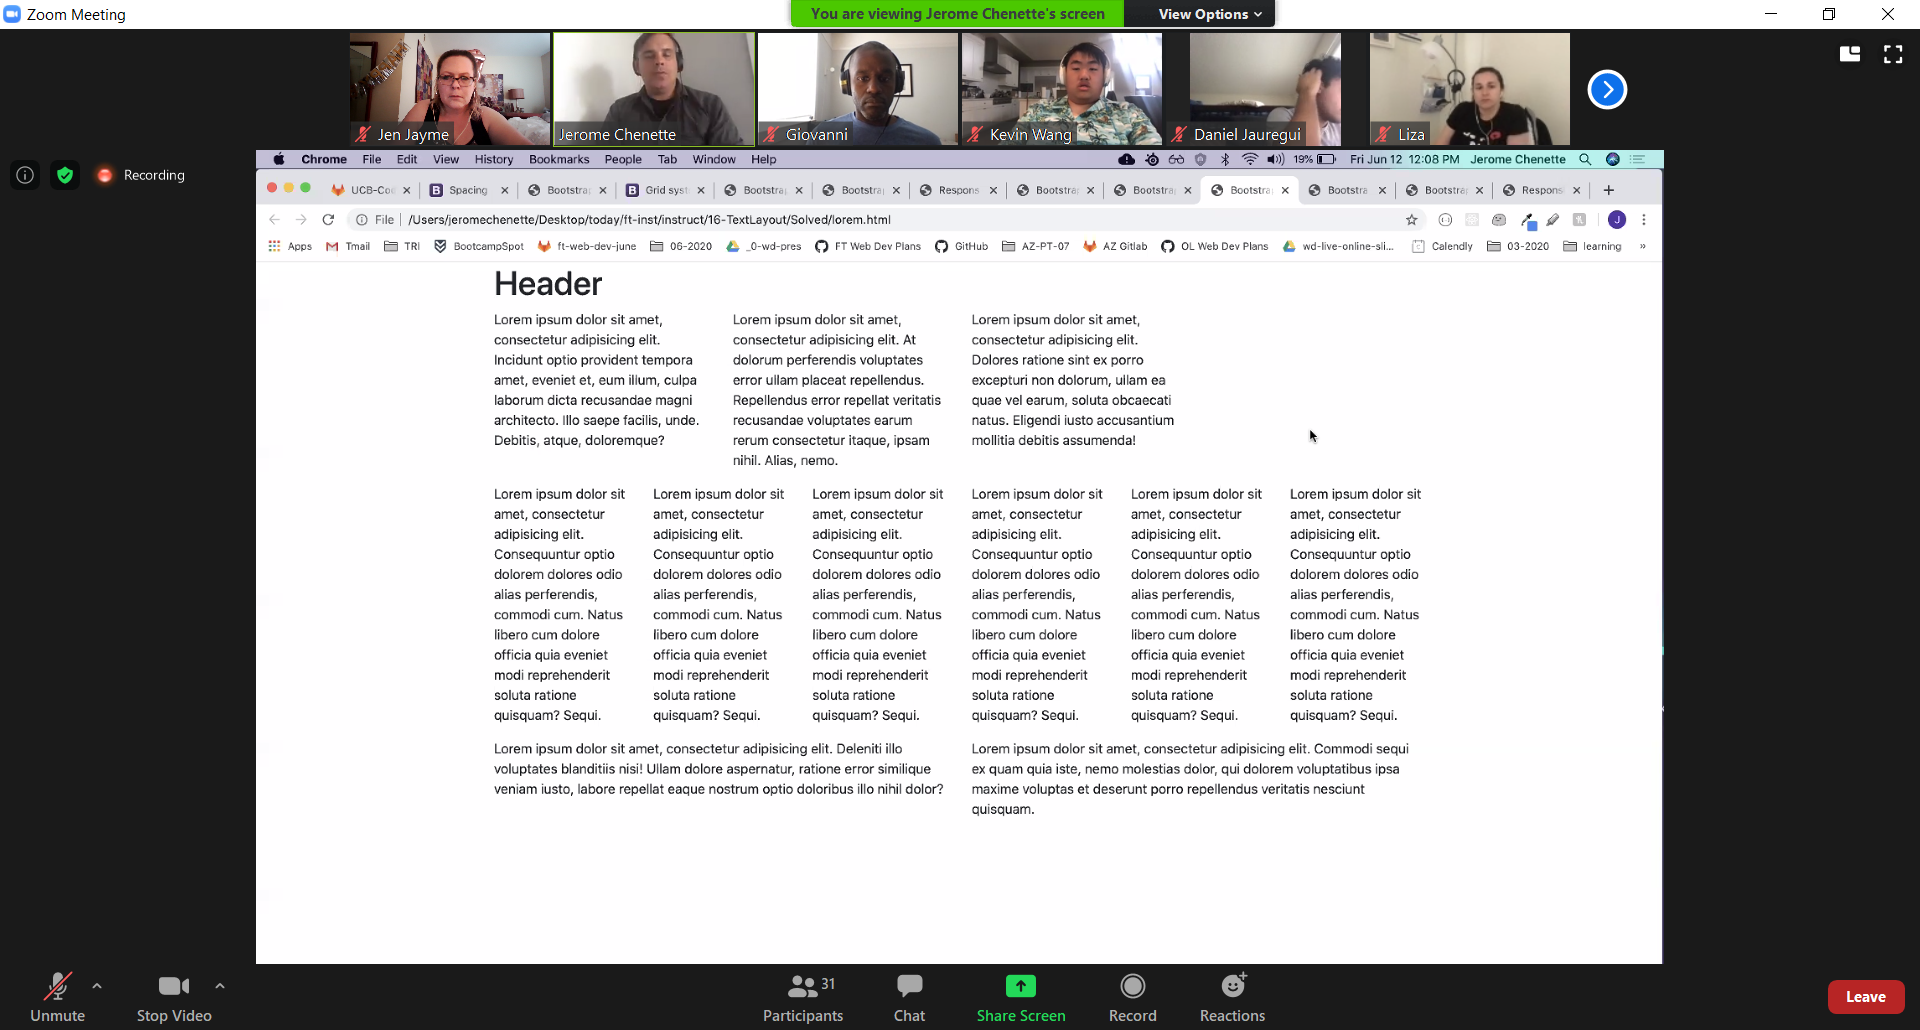 Zoom Meeting
You are viewing Jerome Chenette's screen
View Options
Jen Jayme
Jerome Chenette
Giovanni
Kevin Wang
Daniel Jauregui
Liza
Recording
Chrome File Edit View History Bookmarks People Tab Window Help
19% Fri Jun 12 12:08 PM Jerome Chenette
UCB-Co Spacing Bootstra Grid syst Bootstra Bootstra Respons Bootstra Bootstra Bootstra Bootstra Bootstra Respons
File /Users/jeromechenette/Desktop/today/ft-inst/instruct/16-TextLayout/Solved/lorem.html
J
Apps Tmail TRI BootcampSpot ft-web-dev-june 06-2020 _0-wd-pres FT Web Dev Plans GitHub AZ-PT-07 AZ Gitlab OL Web Dev Plans wd-live-online-sli... Calendly 03-2020 learning »
Header
Lorem ipsum dolor sit amet,
consectetur adipisicing elit.
Incidunt optio provident tempora
amet, eveniet et, eum illum, culpa
laborum dicta recusandae magni
architecto. Illo saepe facilis, unde.
Debitis, atque, doloremque?
Lorem ipsum dolor sit amet,
consectetur adipisicing elit. At
dolorum perferendis voluptates
error ullam placeat repellendus.
Repellendus error repellat veritatis
recusandae voluptates earum
rerum consectetur itaque, ipsam
nihil. Alias, nemo.
Lorem ipsum dolor sit amet,
consectetur adipisicing elit.
Dolores ratione sint ex porro
excepturi non dolorum, ullam ea
quae vel earum, soluta obcaecati
natus. Eligendi iusto accusantium
mollitia debitis assumenda!
Lorem ipsum dolor sit
amet, consectetur
adipisicing elit.
Consequuntur optio
dolorem dolores odio
alias perferendis,
commodi cum. Natus
libero cum dolore
officia quia eveniet
modi reprehenderit
soluta ratione
quisquam? Sequi.
Lorem ipsum dolor sit
amet, consectetur
adipisicing elit.
Consequuntur optio
dolorem dolores odio
alias perferendis,
commodi cum. Natus
libero cum dolore
officia quia eveniet
modi reprehenderit
soluta ratione
quisquam? Sequi.
Lorem ipsum dolor sit
amet, consectetur
adipisicing elit.
Consequuntur optio
dolorem dolores odio
alias perferendis,
commodi cum. Natus
libero cum dolore
officia quia eveniet
modi reprehenderit
soluta ratione
quisquam? Sequi.
Lorem ipsum dolor sit
amet, consectetur
adipisicing elit.
Consequuntur optio
dolorem dolores odio
alias perferendis,
commodi cum. Natus
libero cum dolore
officia quia eveniet
modi reprehenderit
soluta ratione
quisquam? Sequi.
Lorem ipsum dolor sit
amet, consectetur
adipisicing elit.
Consequuntur optio
dolorem dolores odio
alias perferendis,
commodi cum. Natus
libero cum dolore
officia quia eveniet
modi reprehenderit
soluta ratione
quisquam? Sequi.
Lorem ipsum dolor sit
amet, consectetur
adipisicing elit.
Consequuntur optio
dolorem dolores odio
alias perferendis,
commodi cum. Natus
libero cum dolore
officia quia eveniet
modi reprehenderit
soluta ratione
quisquam? Sequi.
Lorem ipsum dolor sit amet, consectetur adipisicing elit. Deleniti illo
voluptates blanditiis nisi! Ullam dolore aspernatur, ratione error similique
veniam iusto, labore repellat eaque nostrum optio doloribus illo nihil dolor?
Lorem ipsum dolor sit amet, consectetur adipisicing elit. Commodi sequi
ex quam quia iste, nemo molestias dolor, qui dolorem voluptatibus ipsa
maxime voluptas et deserunt porro repellendus veritatis nesciunt
quisquam.
Unmute
Stop Video
31
Participants
Chat
Share Screen
Record
Reactions
Leave